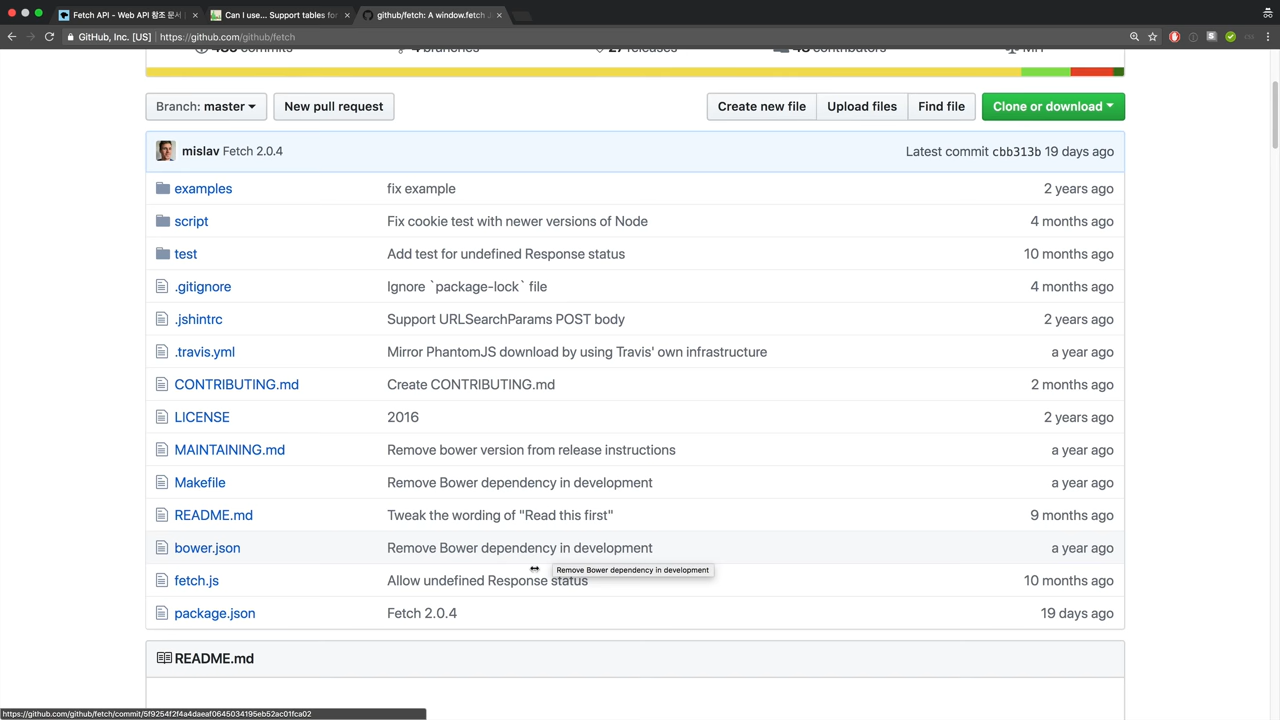 Fetch API - Web API 참조 문서 | Can I use... Support tables for github/fetch: A window.fetch J
GitHub, Inc. [US] | https://github.com/github/fetch
Branch: master New pull request Create new file Upload files Find file Clone or download
mislav Fetch 2.0.4 Latest commit cbb313b 19 days ago
examples fix example 2 years ago
script Fix cookie test with newer versions of Node 4 months ago
test Add test for undefined Response status 10 months ago
.gitignore Ignore `package-lock` file 4 months ago
.jshintrc Support URLSearchParams POST body 2 years ago
.travis.yml Mirror PhantomJS download by using Travis' own infrastructure a year ago
CONTRIBUTING.md Create CONTRIBUTING.md 2 months ago
LICENSE 2016 2 years ago
MAINTAINING.md Remove bower version from release instructions a year ago
Makefile Remove Bower dependency in development a year ago
README.md Tweak the wording of "Read this first" 9 months ago
bower.json Remove Bower dependency in development a year ago
Remove Bower dependency in development
fetch.js Allow undefined Response status 10 months ago
package.json Fetch 2.0.4 19 days ago
README.md
https://github.com/github/fetch/commit/5f9254f2f4a4daeaf0645034195eb52ac01fca02